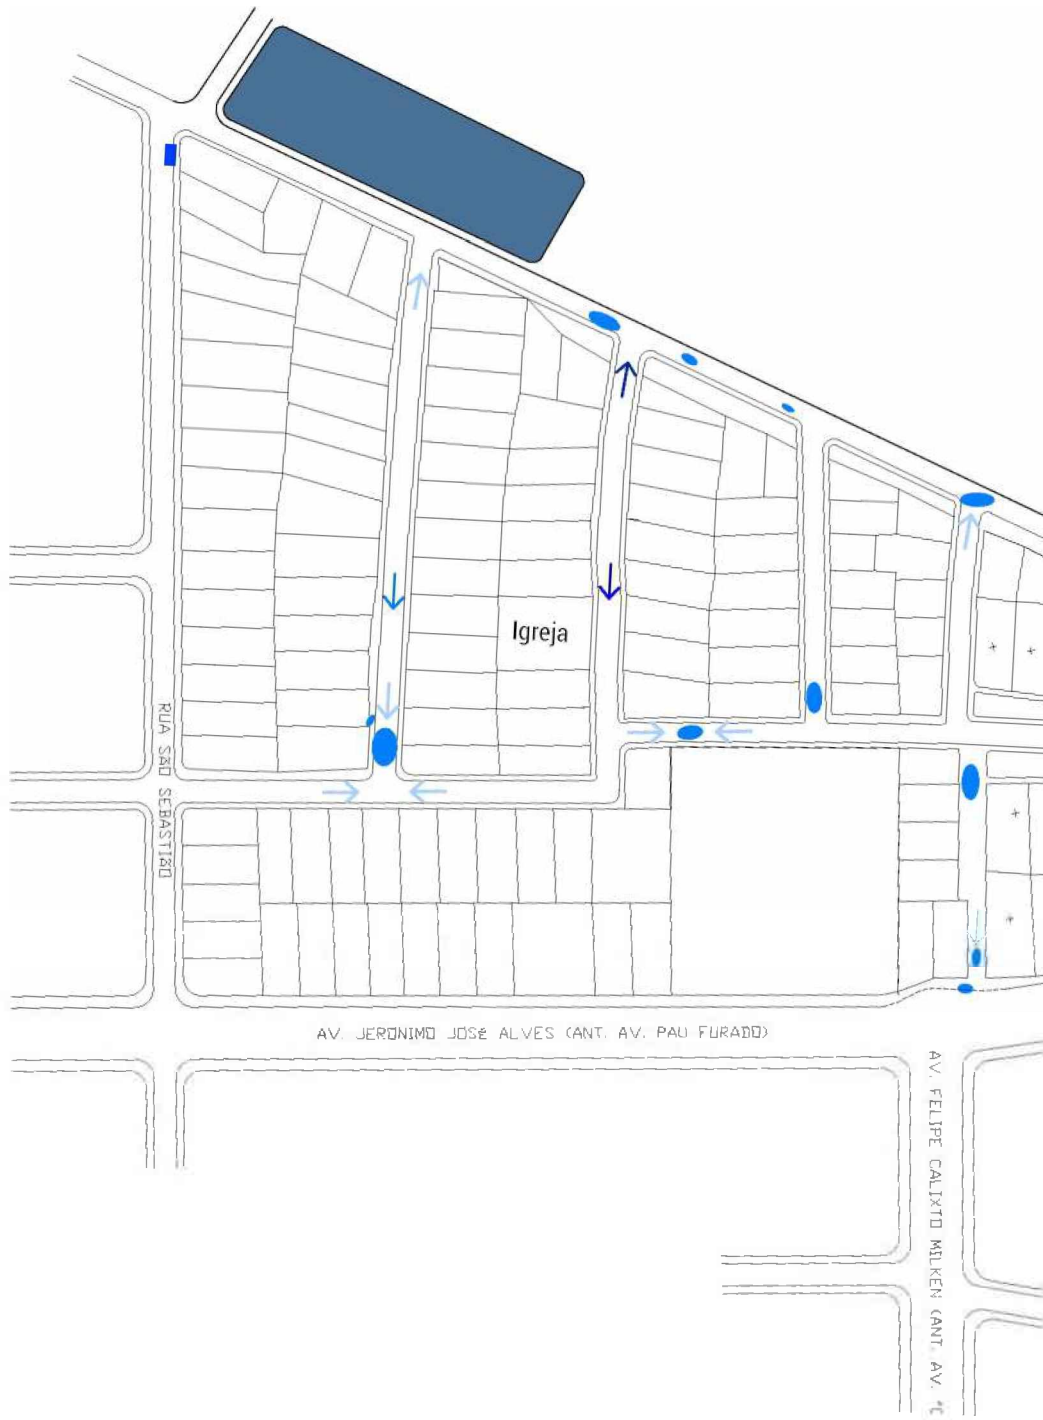 Igreja
RUA SÃO SEBASTIÃO
AV. JERONIMO JOSÉ ALVES (ANT. AV. PAU FURADO)
AV. FELIPE CALIXTO MILKEN (ANT. AV.